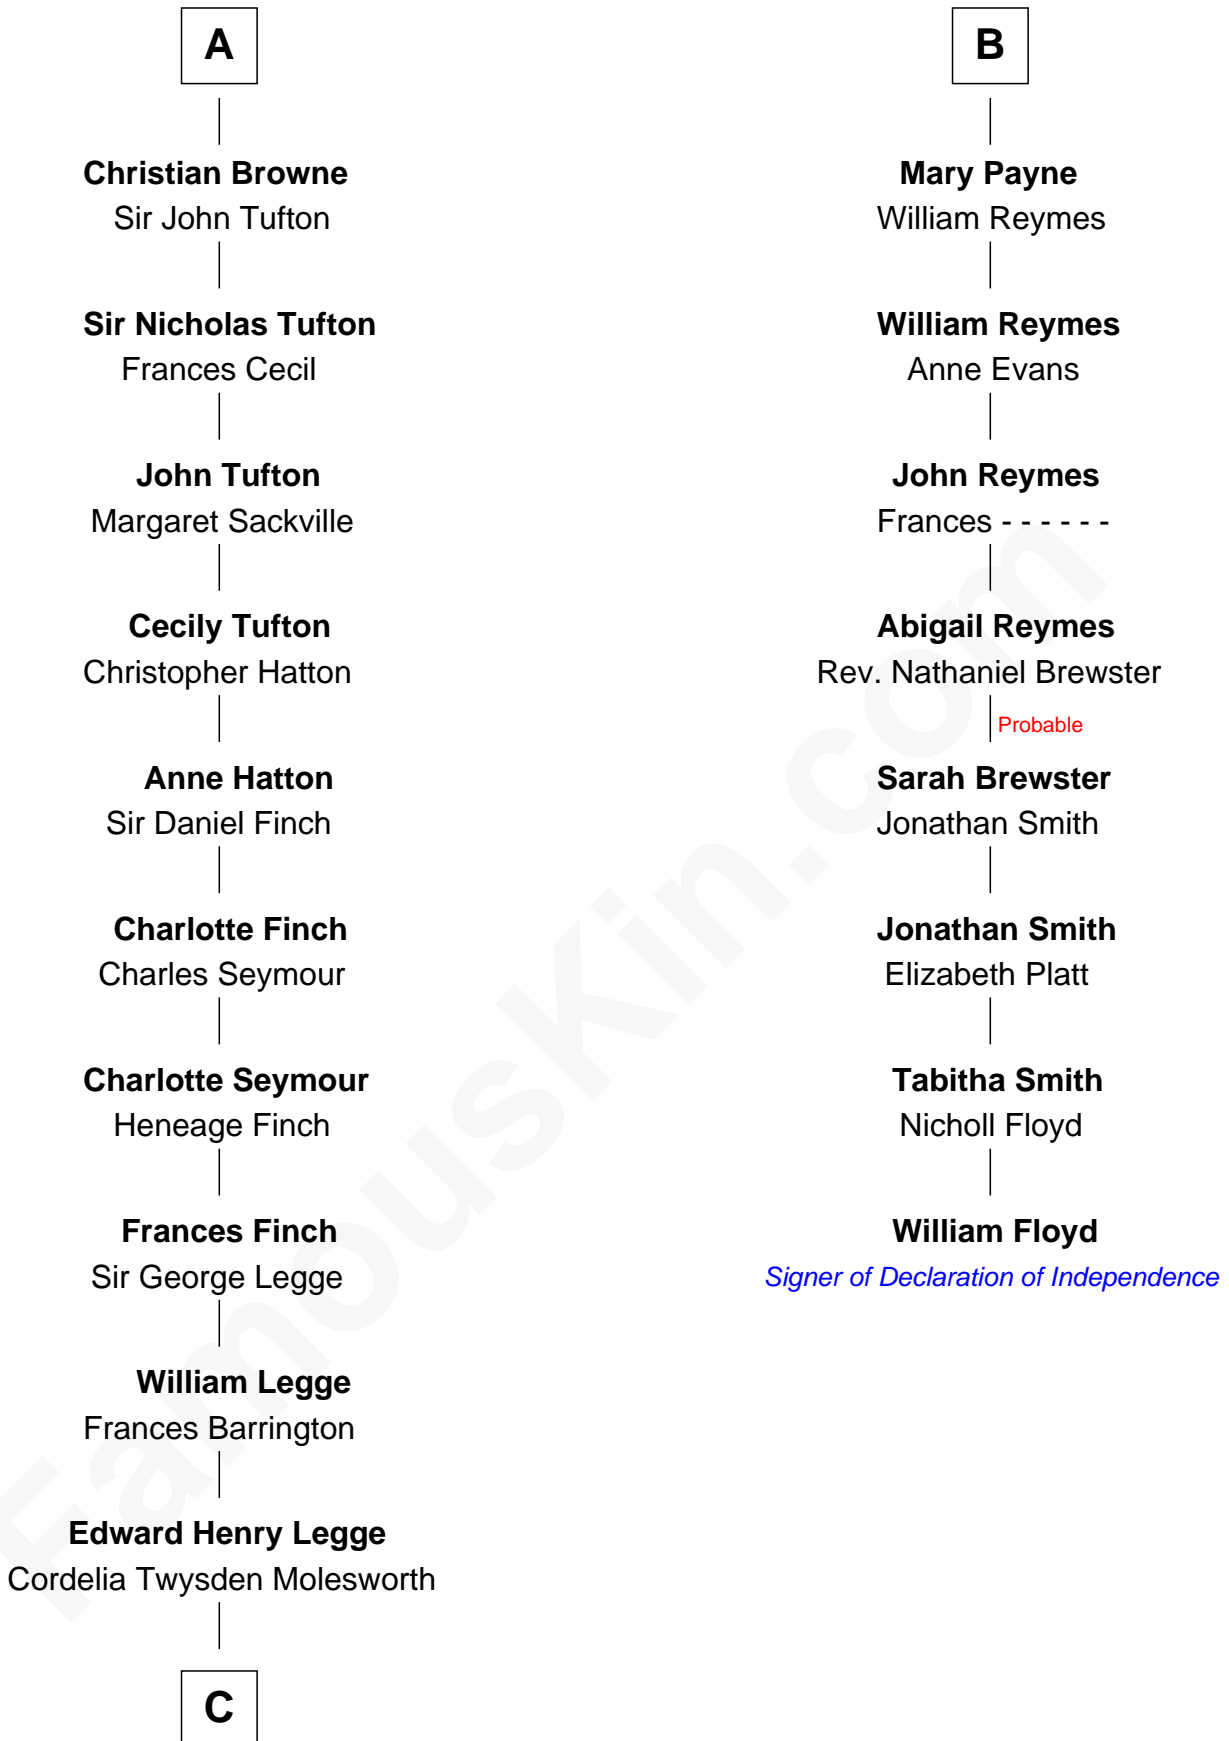 A
Christian Browne
Sir John Tufton
Sir Nicholas Tufton
Frances Cecil
John Tufton
Margaret Sackville
Cecily Tufton
Christopher Hatton
Anne Hatton
Sir Daniel Finch
Charlotte Finch
Charles Seymour
Charlotte Seymour
Heneage Finch
Frances Finch
Sir George Legge
William Legge
Frances Barrington
Edward Henry Legge
Cordelia Twysden Molesworth
C
B
Mary Payne
William Reymes
William Reymes
Anne Evans
John Reymes
Frances - - - - - -
Abigail Reymes
Rev. Nathaniel Brewster
Probable
Sarah Brewster
Jonathan Smith
Jonathan Smith
Elizabeth Platt
Tabitha Smith
Nicholl Floyd
William Floyd
Signer of Declaration of Independence
FamousKin.com